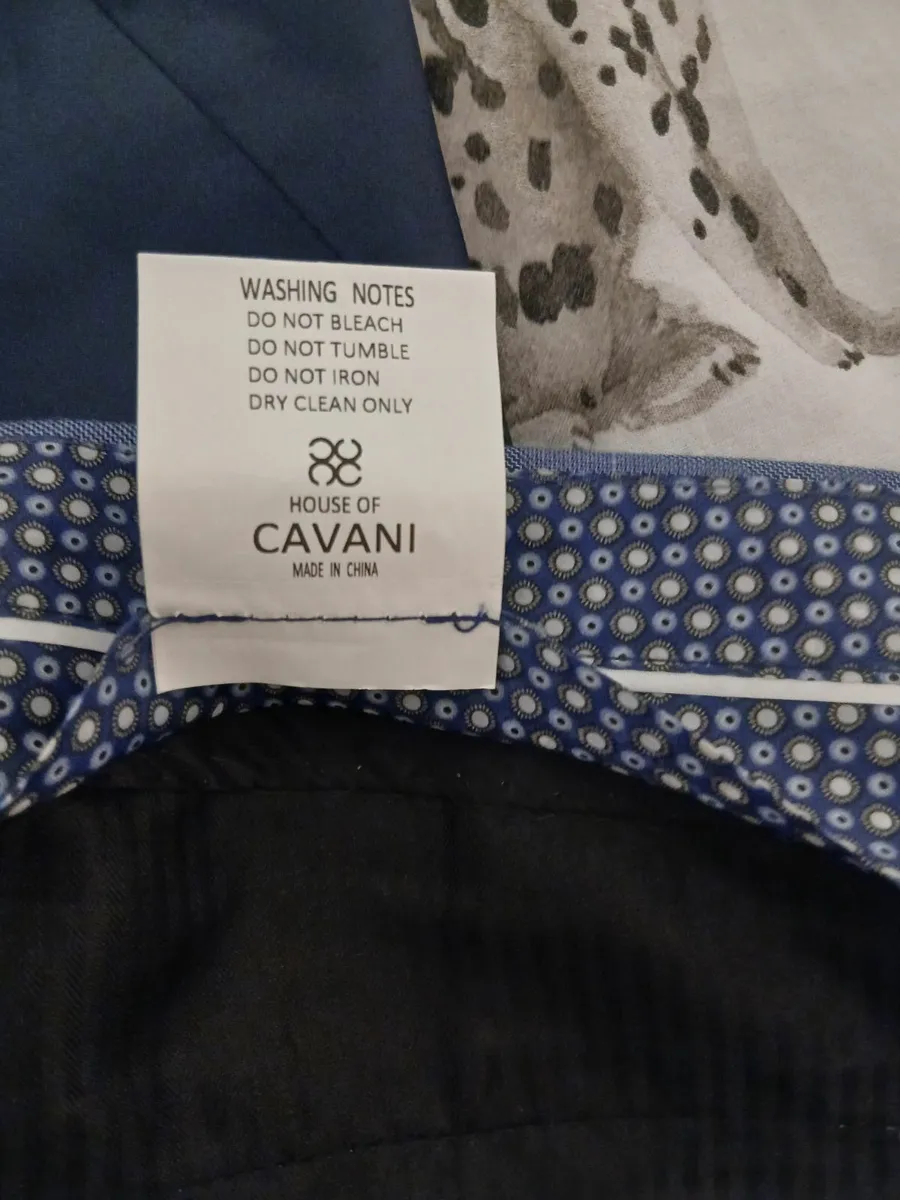 WASHING NOTES
DO NOT BLEACH
DO NOT TUMBLE
DO NOT IRON
DRY CLEAN ONLY
HOUSE OF
CAVANI
MADE IN CHINA